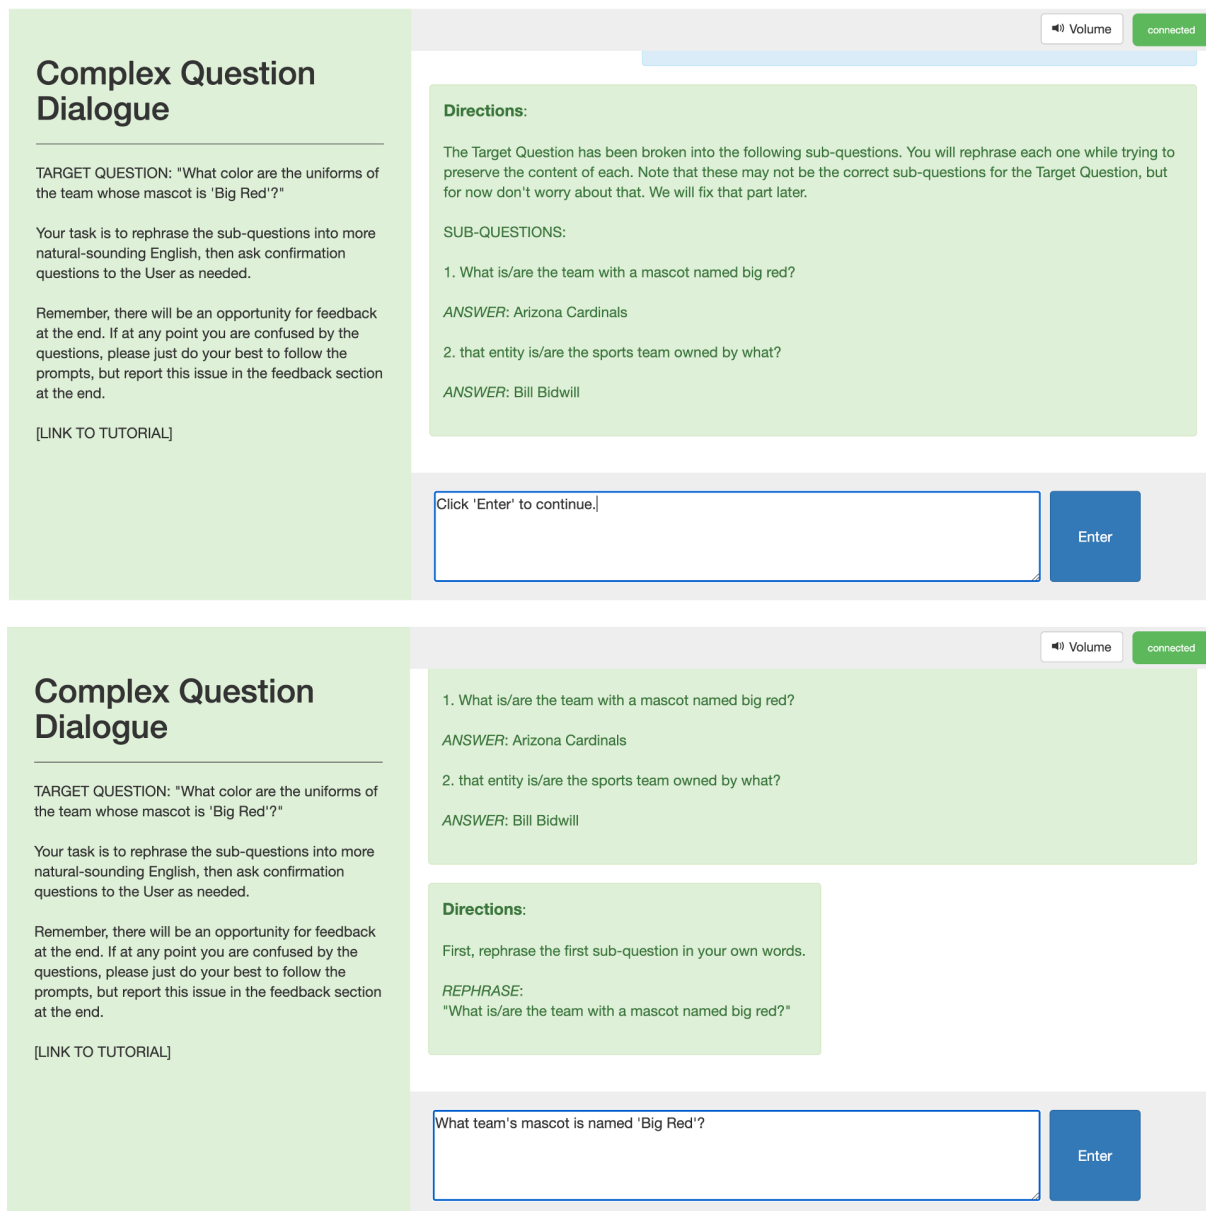 Volume
connected
Complex Question
Dialogue
TARGET QUESTION: "What color are the uniforms of
the team whose mascot is 'Big Red'?"
Your task is to rephrase the sub-questions into more
natural-sounding English, then ask confirmation
questions to the User as needed.
Remember, there will be an opportunity for feedback
at the end. If at any point you are confused by the
questions, please just do your best to follow the
prompts, but report this issue in the feedback section
at the end.
[LINK TO TUTORIAL]
Directions:
The Target Question has been broken into the following sub-questions. You will rephrase each one while trying to
preserve the content of each. Note that these may not be the correct sub-questions for the Target Question, but
for now don't worry about that. We will fix that part later.
SUB-QUESTIONS:
1. What is/are the team with a mascot named big red?
ANSWER: Arizona Cardinals
2. that entity is/are the sports team owned by what?
ANSWER: Bill Bidwill
Click 'Enter' to continue.
Enter
Volume
connected
Complex Question
Dialogue
TARGET QUESTION: "What color are the uniforms of
the team whose mascot is 'Big Red'?"
Your task is to rephrase the sub-questions into more
natural-sounding English, then ask confirmation
questions to the User as needed.
Remember, there will be an opportunity for feedback
at the end. If at any point you are confused by the
questions, please just do your best to follow the
prompts, but report this issue in the feedback section
at the end.
[LINK TO TUTORIAL]
1. What is/are the team with a mascot named big red?
ANSWER: Arizona Cardinals
2. that entity is/are the sports team owned by what?
ANSWER: Bill Bidwill
Directions:
First, rephrase the first sub-question in your own words.
REPHRASE:
"What is/are the team with a mascot named big red?"
What team's mascot is named 'Big Red'?
Enter